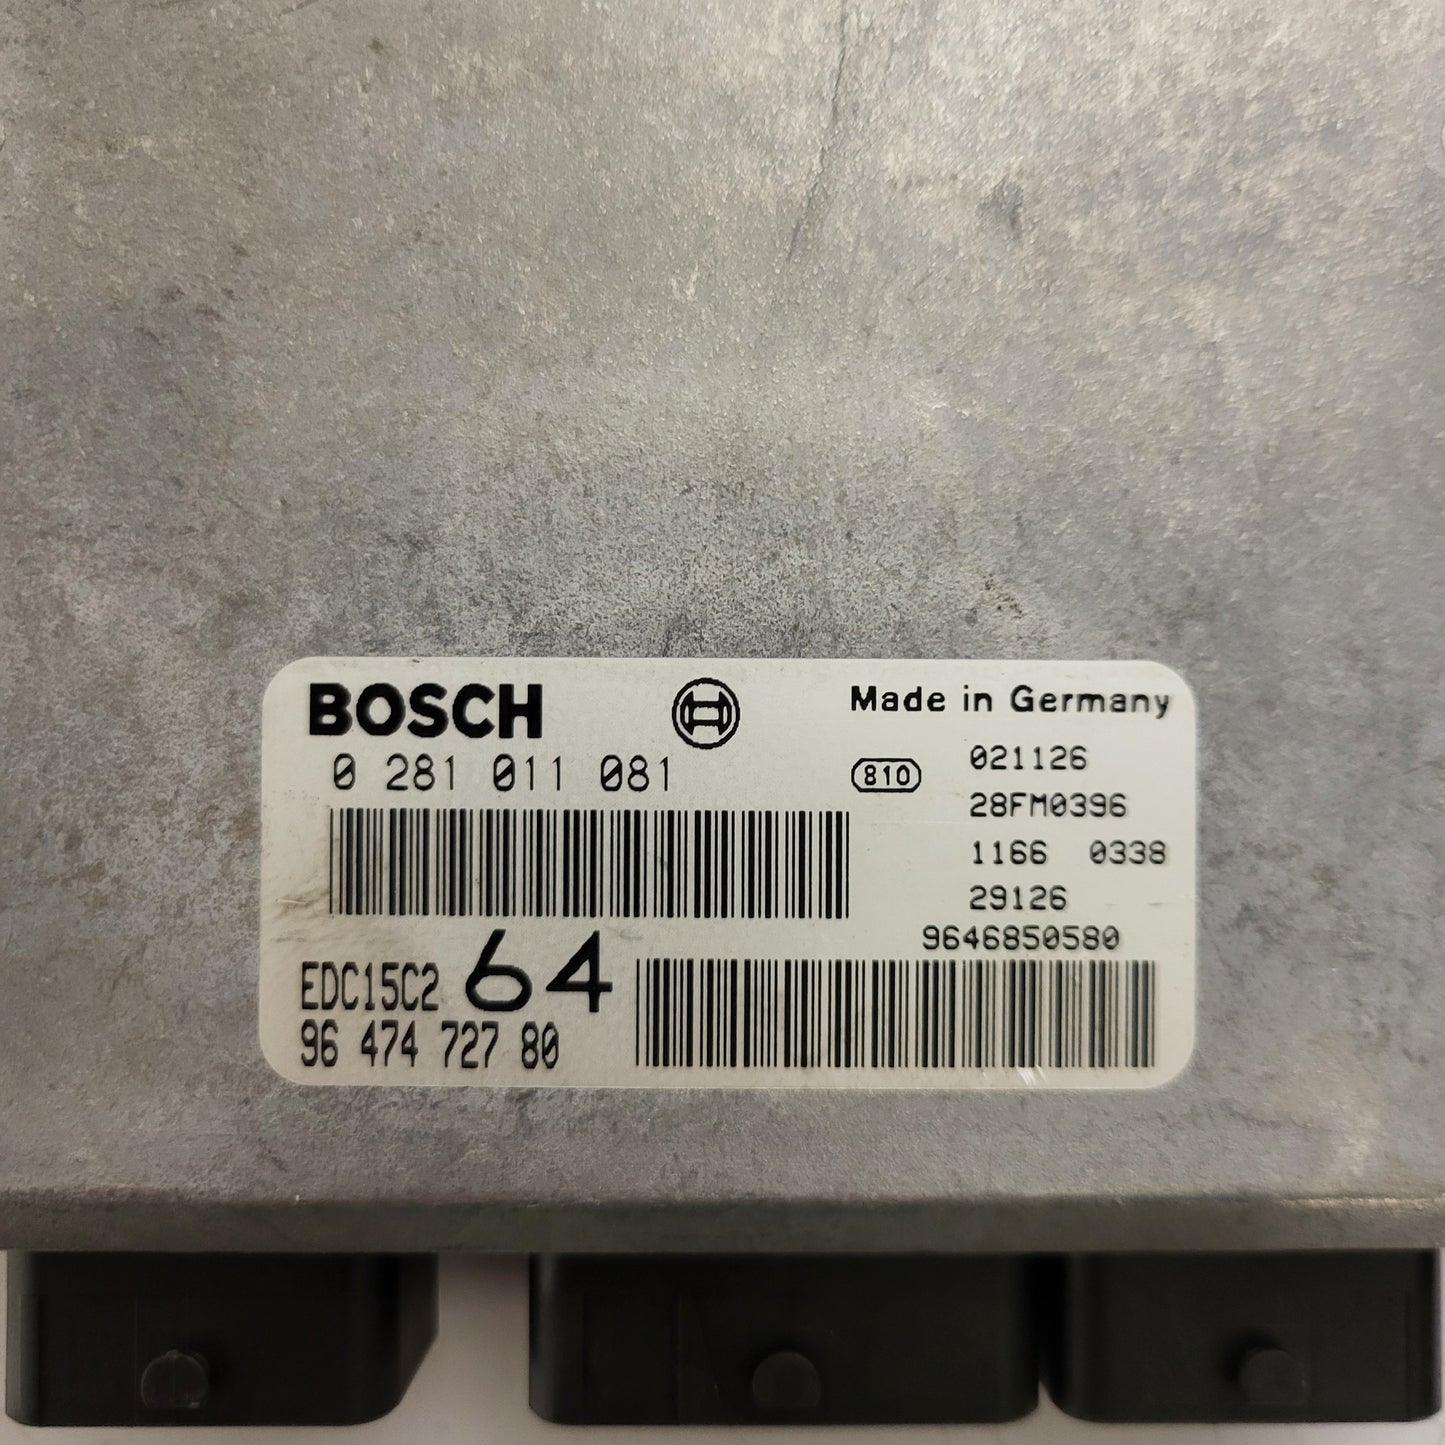 BOSCH
Made in Germany
0 281 011 081
810
021126
28FM0396
1166 0338
29126
9646850580
EDC15C2 64
96 474 727 80